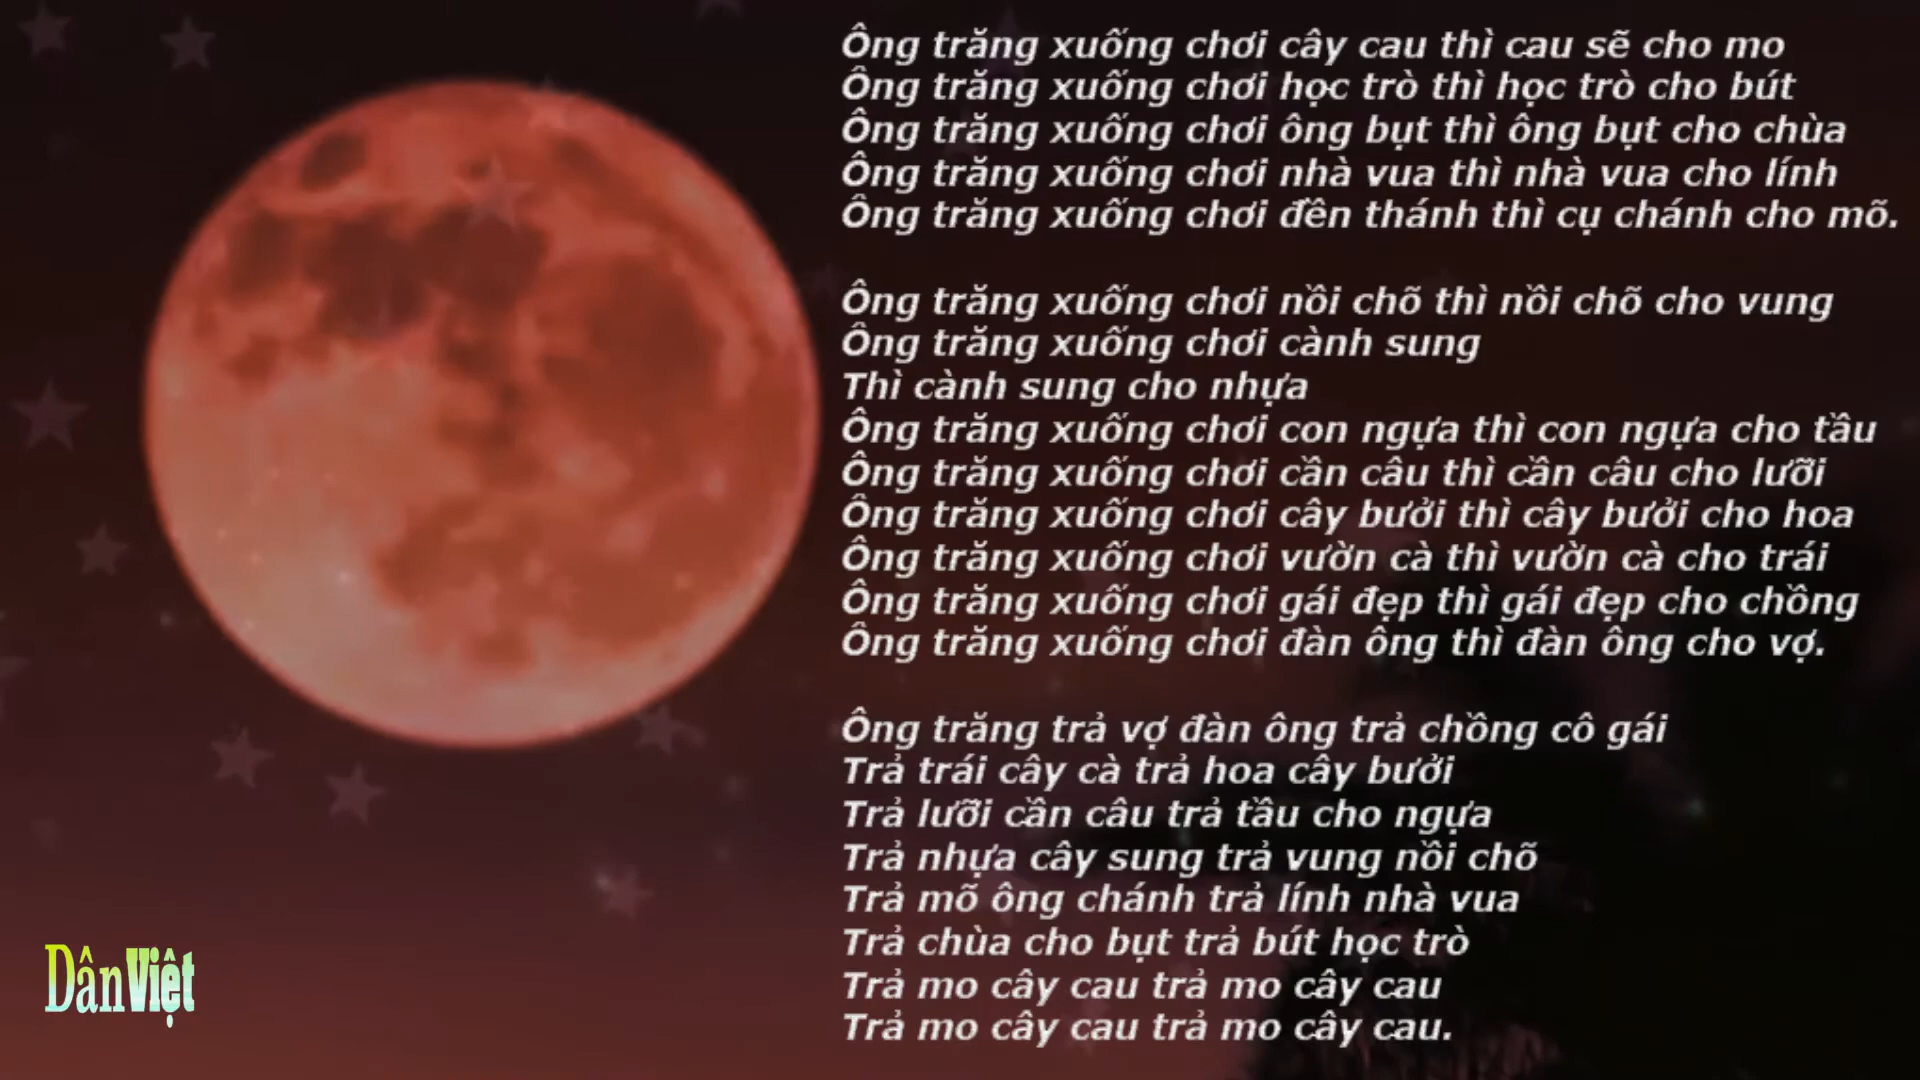 Ông trăng xuống chơi cây cau thì cau sẽ cho mo
Ông trăng xuống chơi học trò thì học trò cho bút
Ông trăng xuống chơi ông bụt thì ông bụt cho chùa
Ông trăng xuống chơi nhà vua thì nhà vua cho lính
Ông trăng xuống chơi đền thánh thì cụ chánh cho mõ.
Ông trăng xuống chơi nồi chõ thì nồi chõ cho vung
Ông trăng xuống chơi cành sung
Thì cành sung cho nhựa
Ông trăng xuống chơi con ngựa thì con ngựa cho tầu
Ông trăng xuống chơi cần câu thì cần câu cho lưỡi
Ông trăng xuống chơi cây bưởi thì cây bưởi cho hoa
Ông trăng xuống chơi vườn cà thì vườn cà cho trái
Ông trăng xuống chơi gái đẹp thì gái đẹp cho chồng
Ông trăng xuống chơi đàn ông thì đàn ông cho vợ.
Ông trăng trả vợ đàn ông trả chồng cô gái
Trả trái cây cà trả hoa cây bưởi
Trả lưỡi cần câu trả tầu cho ngựa
Trả nhựa cây sung trả vung nồi chõ
Trả mõ ông chánh trả lính nhà vua
Trả chùa cho bụt trả bút học trò
Trả mo cây cau trả mo cây cau
Trả mo cây cau trả mo cây cau.
DânViệt